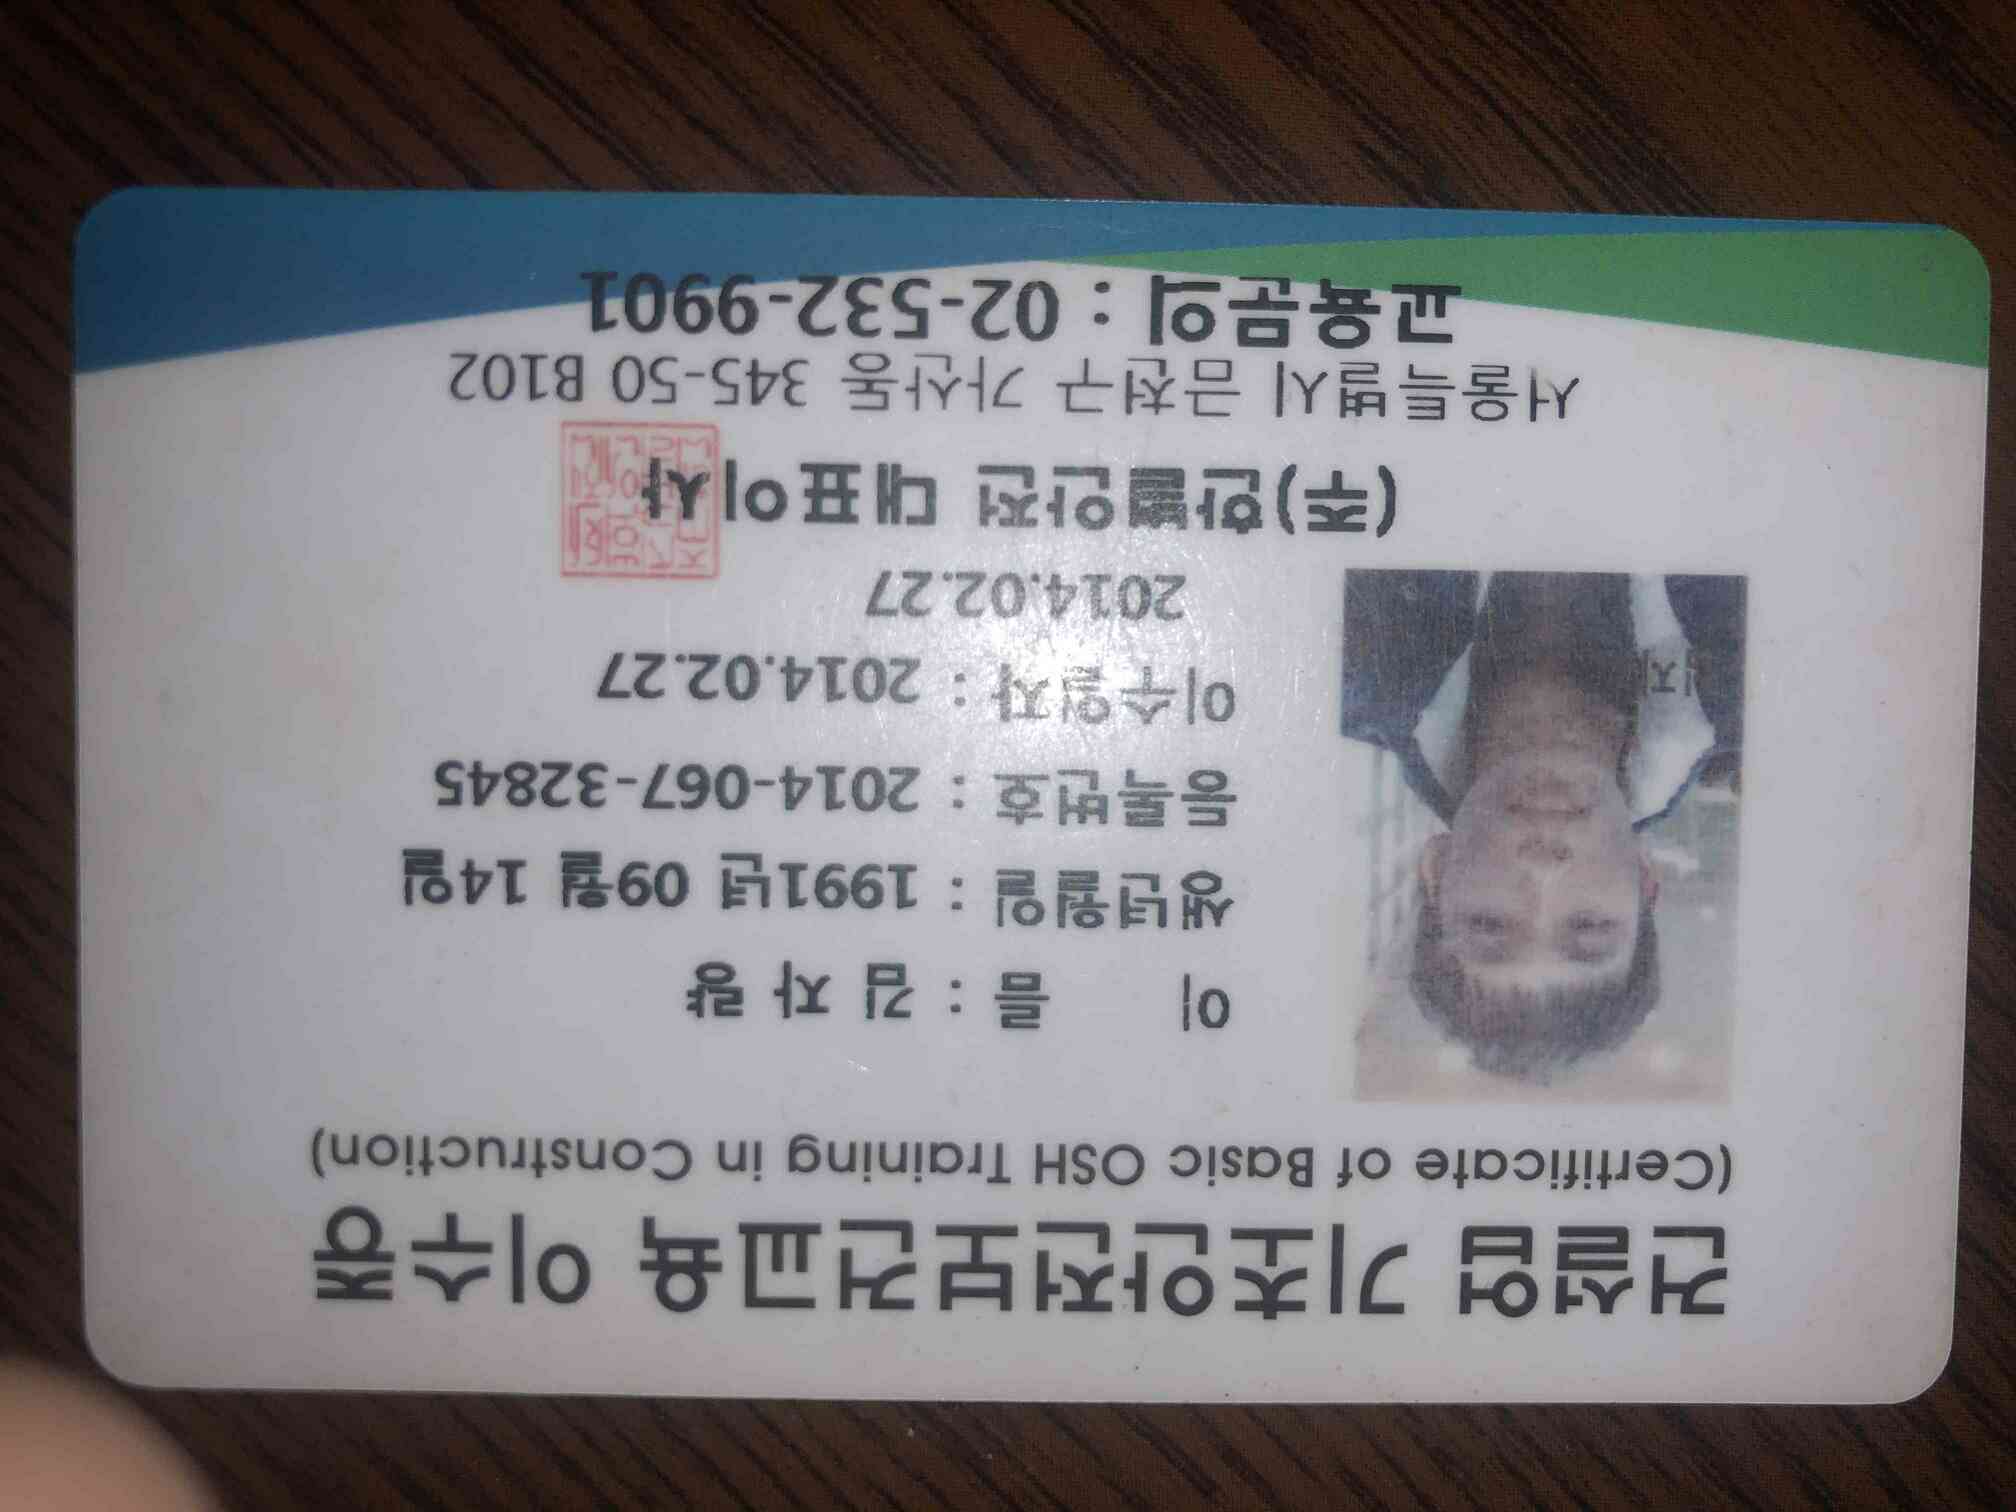 건설업 기초안전보건교육 이수증
(Certificate of Basic OSH Training in Construction)
이 름 : 김 자 량
생년월일 : 1991년 09월 14일
등록번호 : 2014-067-32845
이수일자 : 2014.02.27
2014.02.27
(주)한별안전 대표이사
서울특별시 금천구 가산동 345-50 B102
교육문의 : 02-532-9901